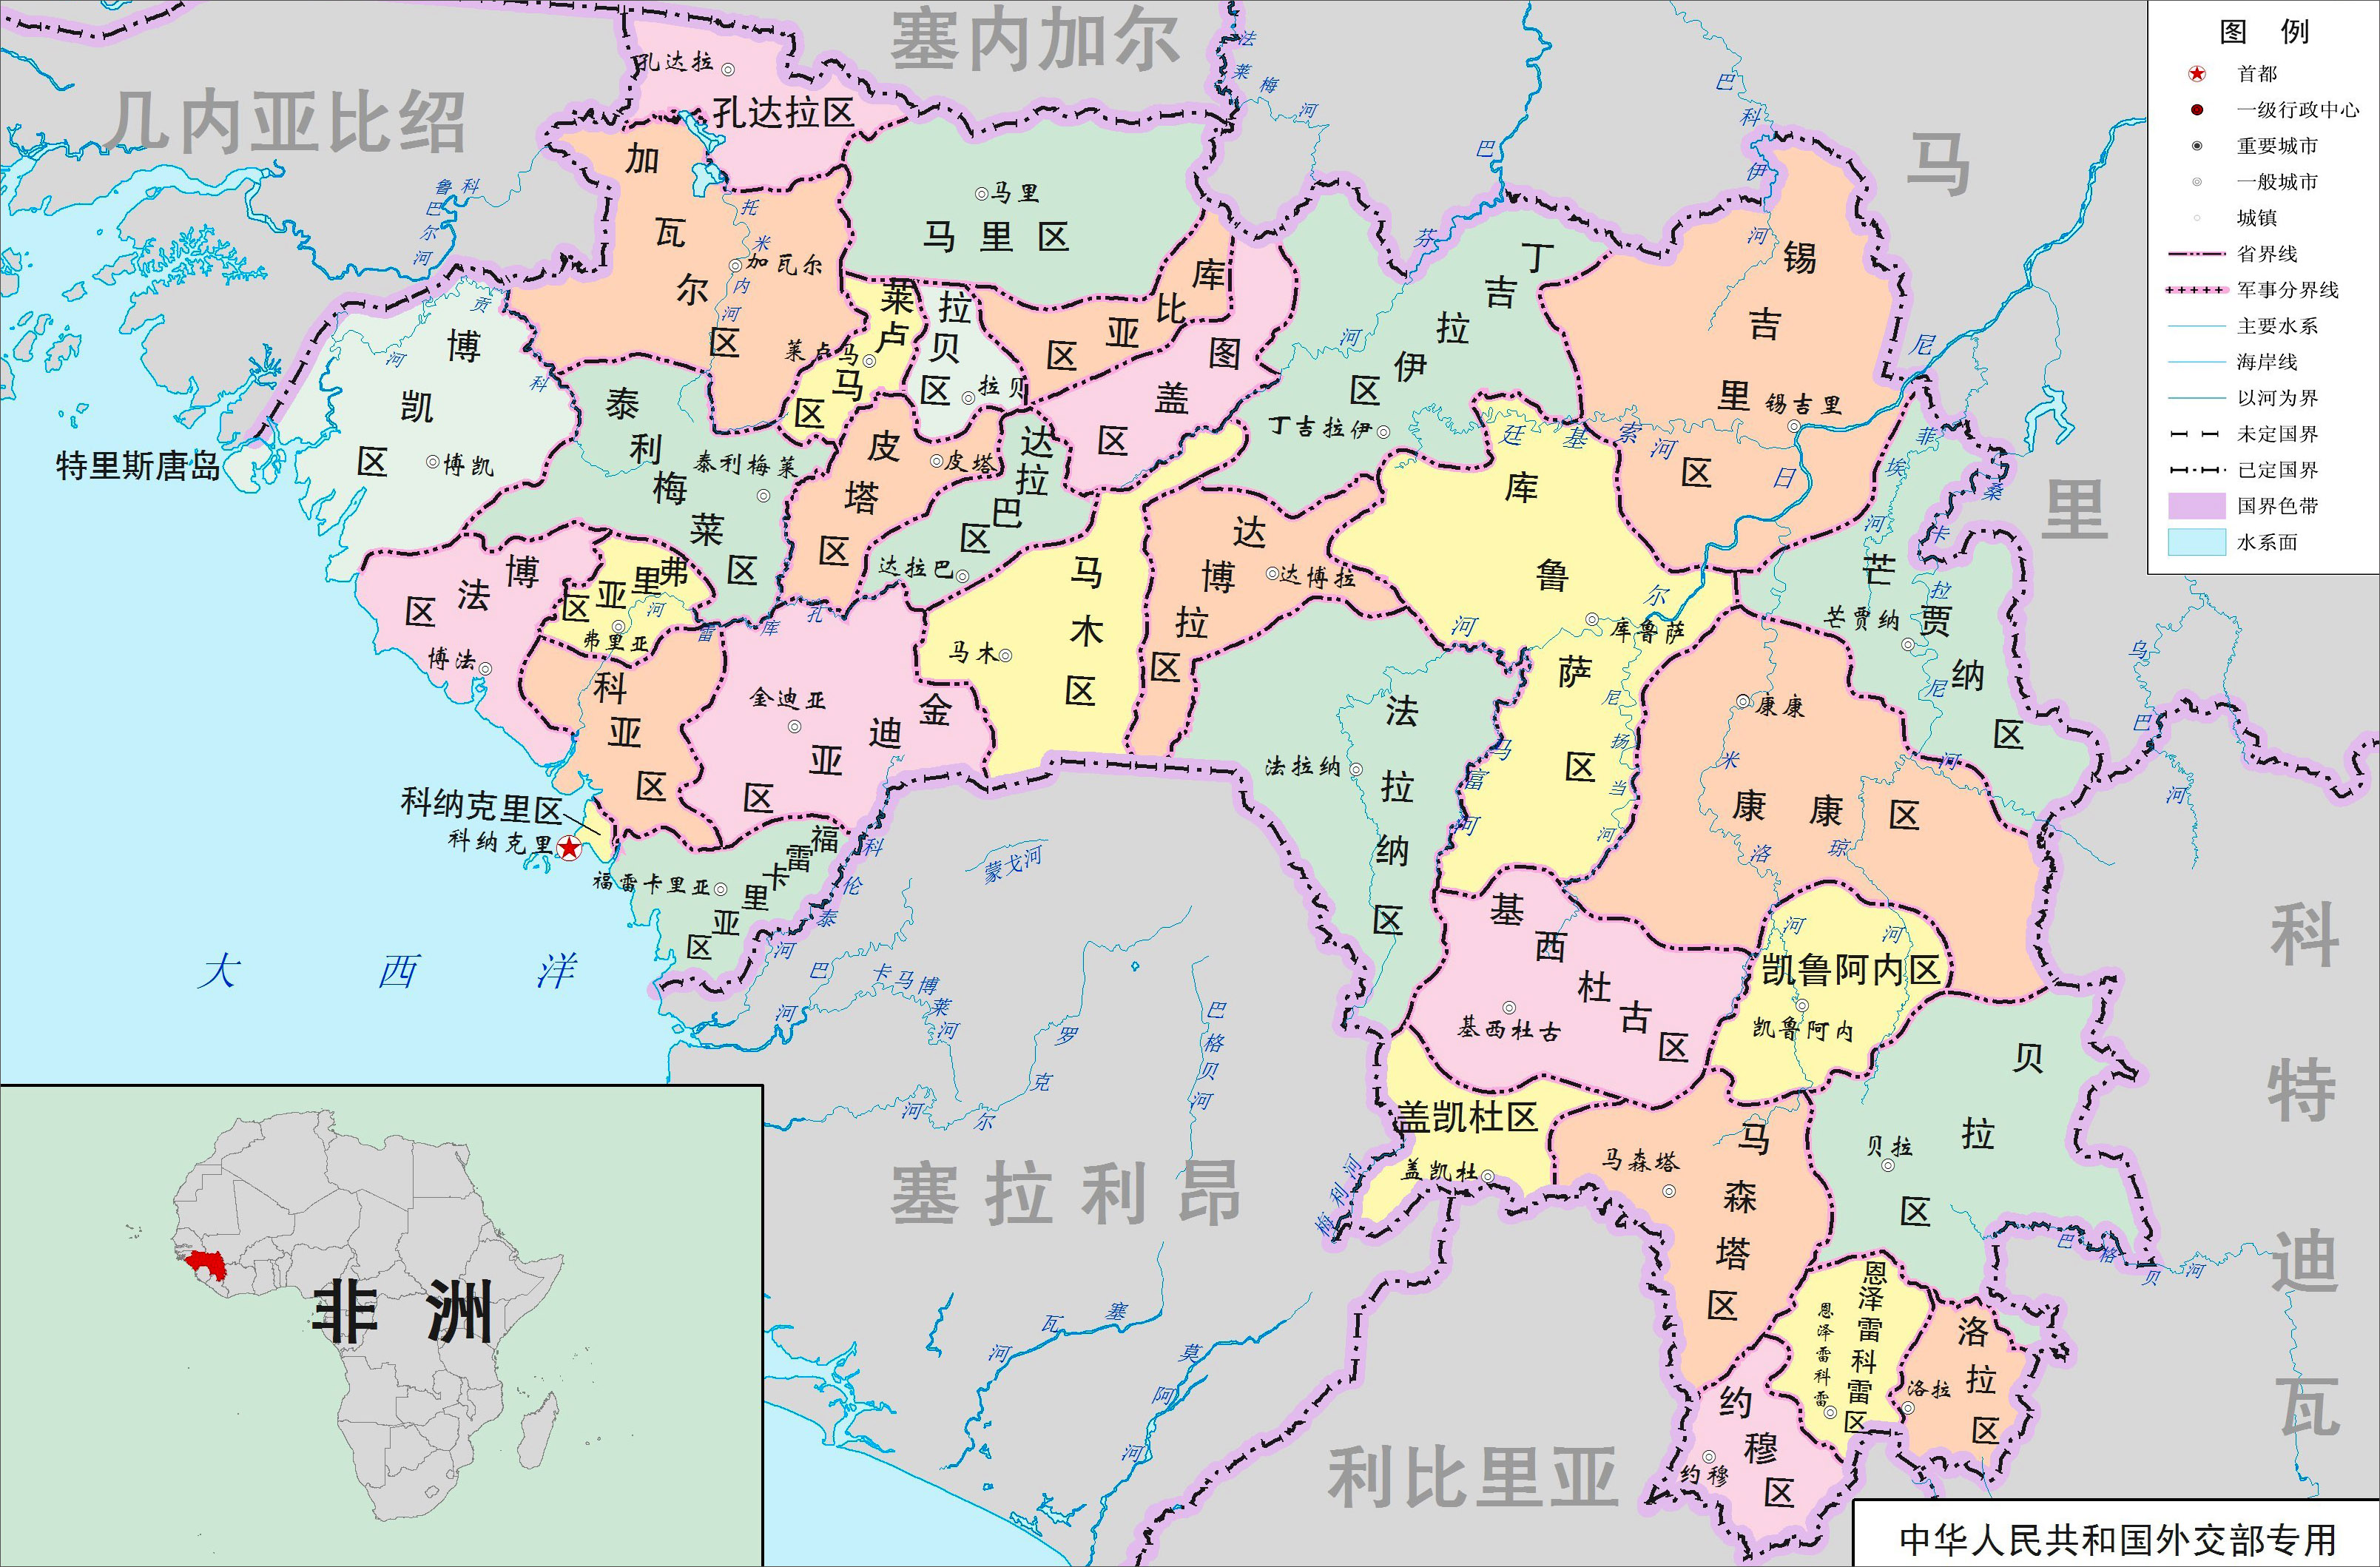 塞内加尔
几内亚比绍
马里
科特迪瓦
塞拉利昂
利比里亚
大西洋
特里斯唐岛
孔达拉
孔达拉区
加瓦尔区
加瓦尔
马里
马里区
库比亚区
图盖区
莱卢马区
莱卢马
拉贝区
拉贝
丁吉拉伊区
丁吉拉伊
锡吉里区
锡吉里
博凯区
博凯
泰利梅莱区
泰利梅莱
皮塔区
皮塔
达拉巴区
达拉巴
博法区
博法
弗里亚区
弗里亚
科亚区
金迪亚
金迪亚区
马木区
马木
达博拉区
达博拉
库鲁萨区
库鲁萨
芒贾纳区
芒贾纳
康康
康康区
法拉纳区
法拉纳
科纳克里区
科纳克里
福雷卡里亚
福雷卡里亚区
基西杜古区
基西杜古
凯鲁阿内区
凯鲁阿内
盖凯杜区
盖凯杜
马森塔
马森塔区
贝拉区
贝拉
恩泽雷科雷区
恩泽雷科雷
洛拉区
洛拉
约穆区
约穆
法莱梅河
巴芬河
巴科伊河
科鲁巴尔河
贡科河
托米内河
廷基索河
尼日尔河
菲埃河
桑卡拉尼河
乌巴河
孔库雷河
尼扬当河
马富河
米洛河
琼河
科伦泰河
蒙戈河
卡巴河
马博莱河
罗克尔河
巴格贝河
梅利河
塞瓦河
莫阿河
巴格贝河
非洲
图 例
首都
一级行政中心
重要城市
一般城市
城镇
省界线
军事分界线
主要水系
海岸线
以河为界
未定国界
已定国界
国界色带
水系面
中华人民共和国外交部专用